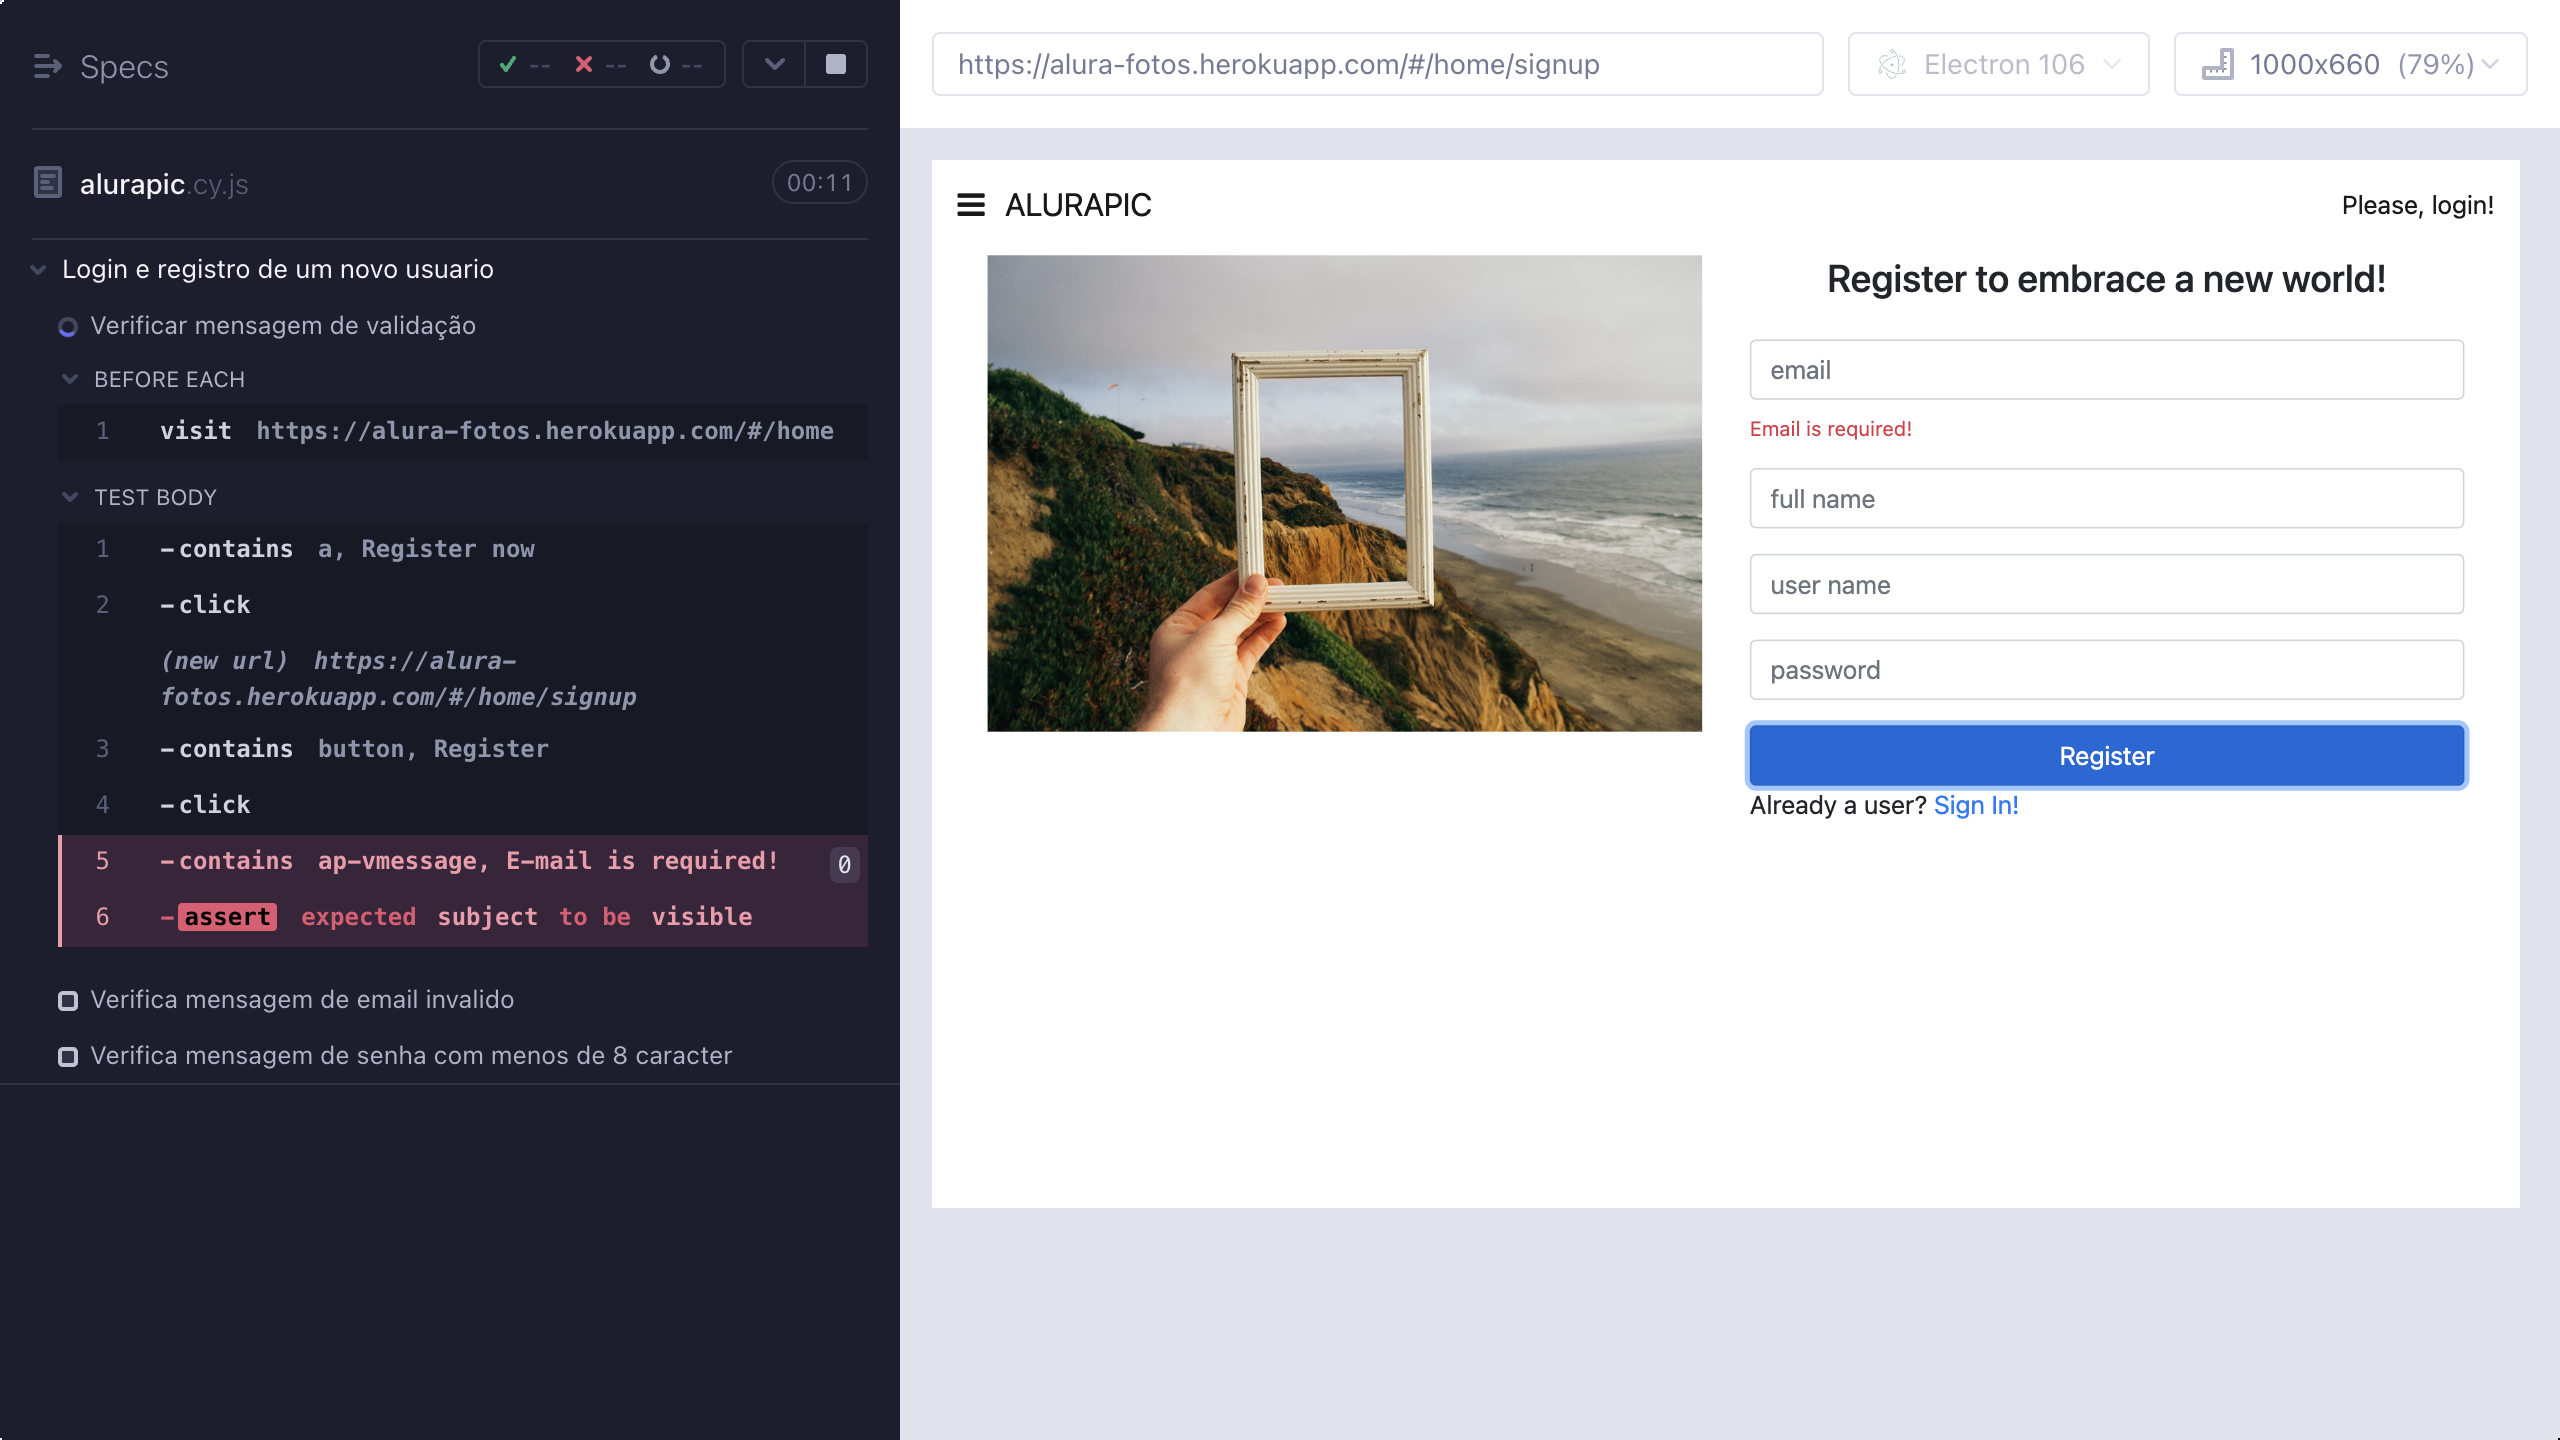 Specs
-- -- --
alurapic.cy.js
00:11
Login e registro de um novo usuario
Verificar mensagem de validação
BEFORE EACH
1 visit https://alura-fotos.herokuapp.com/#/home
TEST BODY
1 -contains a, Register now
2 -click
(new url) https://alura-
fotos.herokuapp.com/#/home/signup
3 -contains button, Register
4 -click
5 -contains ap-vmessage, E-mail is required! 0
6 -assert expected subject to be visible
Verifica mensagem de email invalido
Verifica mensagem de senha com menos de 8 caracter
https://alura-fotos.herokuapp.com/#/home/signup
Electron 106
1000x660 (79%)
ALURAPIC
Please, login!
Register to embrace a new world!
email
Email is required!
full name
user name
password
Register
Already a user? Sign In!